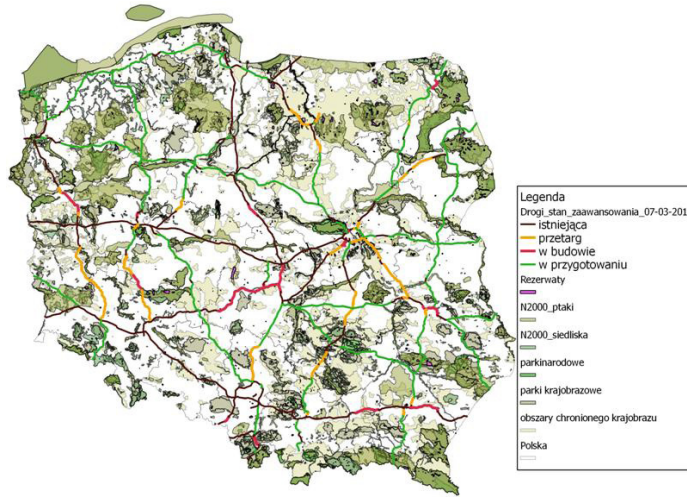 Legenda
Drogi_stan_zaawansowania_07-03-201
istniejąca
przetarg
w budowie
w przygotowaniu
Rezerwaty
N2000_ptaki
N2000_siedliska
parkinarodowe
parki krajobrazowe
obszary chronionego krajobrazu
Polska